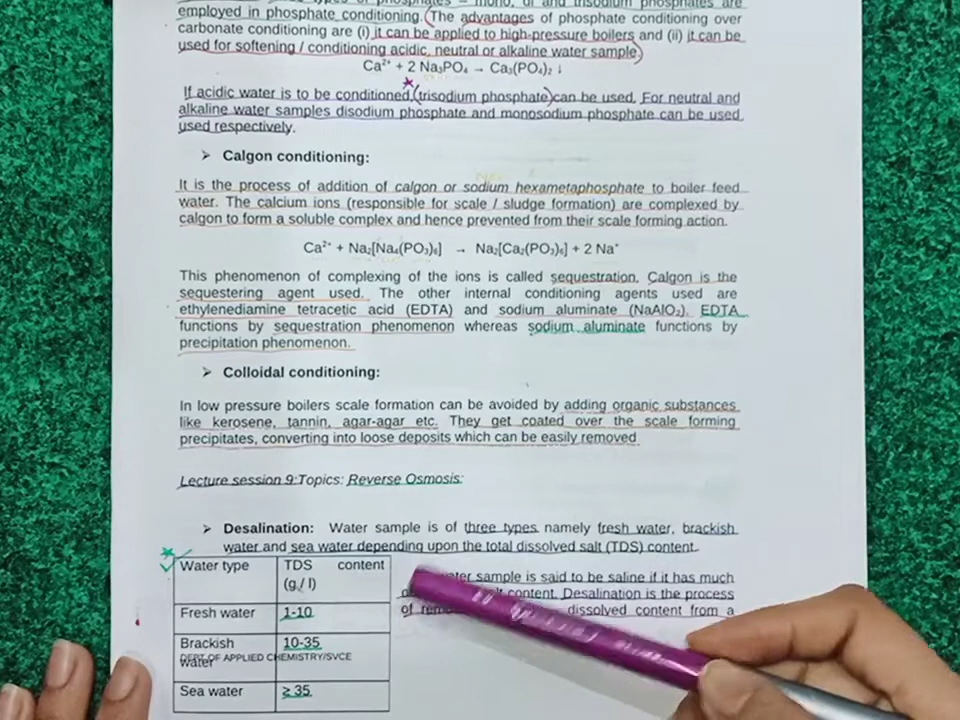 employed in phosphate conditioning. (The advantages of phosphate conditioning over
carbonate conditioning are (i) it can be applied to high-pressure boilers and (ii) it can be
used for softening / conditioning acidic, neutral or alkaline water sample)
Ca²⁺ + 2 Na₃PO₄ → Ca₃(PO₄)₂ ↓
If acidic water is to be conditioned, (trisodium phosphate) can be used. For neutral and
alkaline water samples disodium phosphate and monosodium phosphate can be used
used respectively.
➢ Calgon conditioning:
It is the process of addition of calgon or sodium hexametaphosphate to boiler feed
water. The calcium ions (responsible for scale / sludge formation) are complexed by
calgon to form a soluble complex and hence prevented from their scale forming action.
Ca²⁺ + Na₂[Na₄(PO₃)₆] → Na₂[Ca₂(PO₃)₆] + 2 Na⁺
This phenomenon of complexing of the ions is called sequestration. Calgon is the
sequestering agent used. The other internal conditioning agents used are
ethylenediamine tetracetic acid (EDTA) and sodium aluminate (NaAlO₂). EDTA
functions by sequestration phenomenon whereas sodium aluminate functions by
precipitation phenomenon.
➢ Colloidal conditioning:
In low pressure boilers scale formation can be avoided by adding organic substances
like kerosene, tannin, agar-agar etc. They get coated over the scale forming
precipitates, converting into loose deposits which can be easily removed
Lecture session 9:Topics: Reverse Osmosis:
➢ Desalination: Water sample is of three types namely fresh water, brackish
water and sea water depending upon the total dissolved salt (TDS) content.
Water type TDS content
(g / l)
Fresh water 1-10
Brackish 10-35
water
Sea water ≥ 35
DEPT OF APPLIED CHEMISTRY/SVCE
sample is said to be saline if it has much
content. Desalination is the process
of dissolved content from a